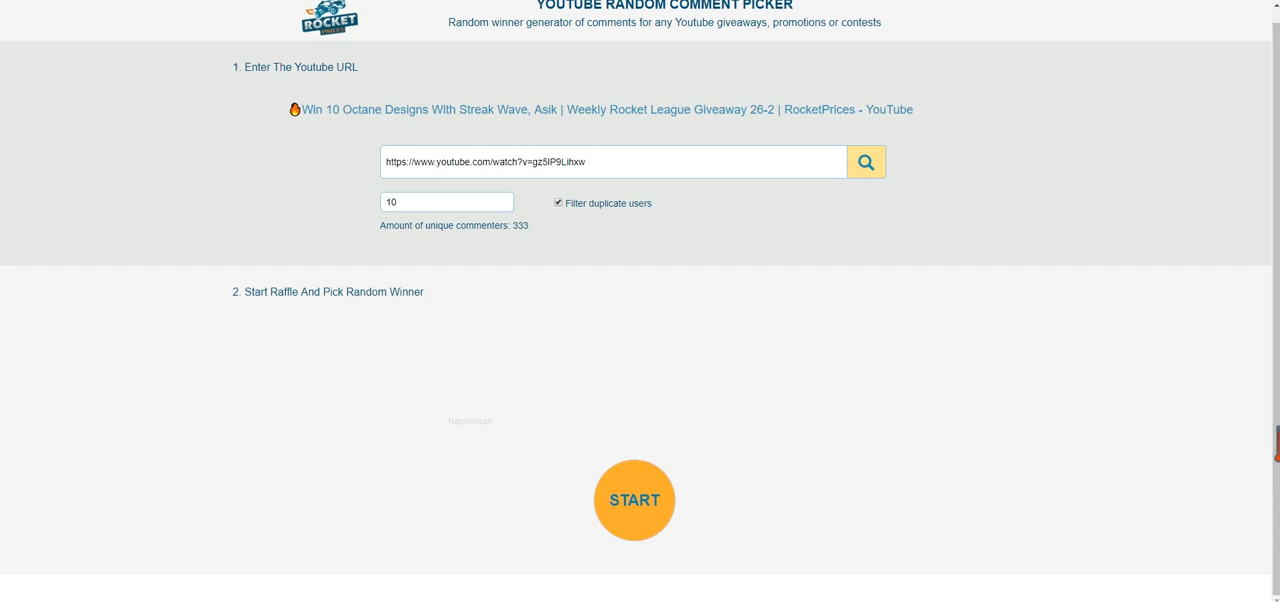 YOUTUBE RANDOM COMMENT PICKER
ROCKET
PRICES
Random winner generator of comments for any Youtube giveaways, promotions or contests
1. Enter The Youtube URL
🔥Win 10 Octane Designs With Streak Wave, Asik | Weekly Rocket League Giveaway 26-2 | RocketPrices - YouTube
https://www.youtube.com/watch?v=gz5IP9Lihxw
10
Filter duplicate users
Amount of unique commenters: 333
2. Start Raffle And Pick Random Winner
START